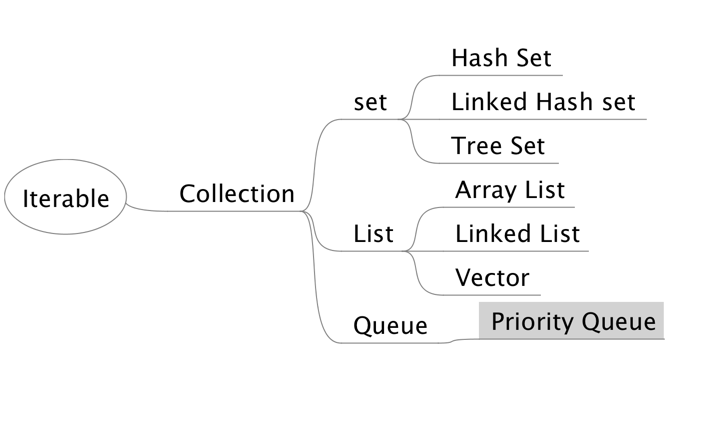 Iterable
Collection
set
Hash Set
Linked Hash set
Tree Set
List
Array List
Linked List
Vector
Queue
Priority Queue